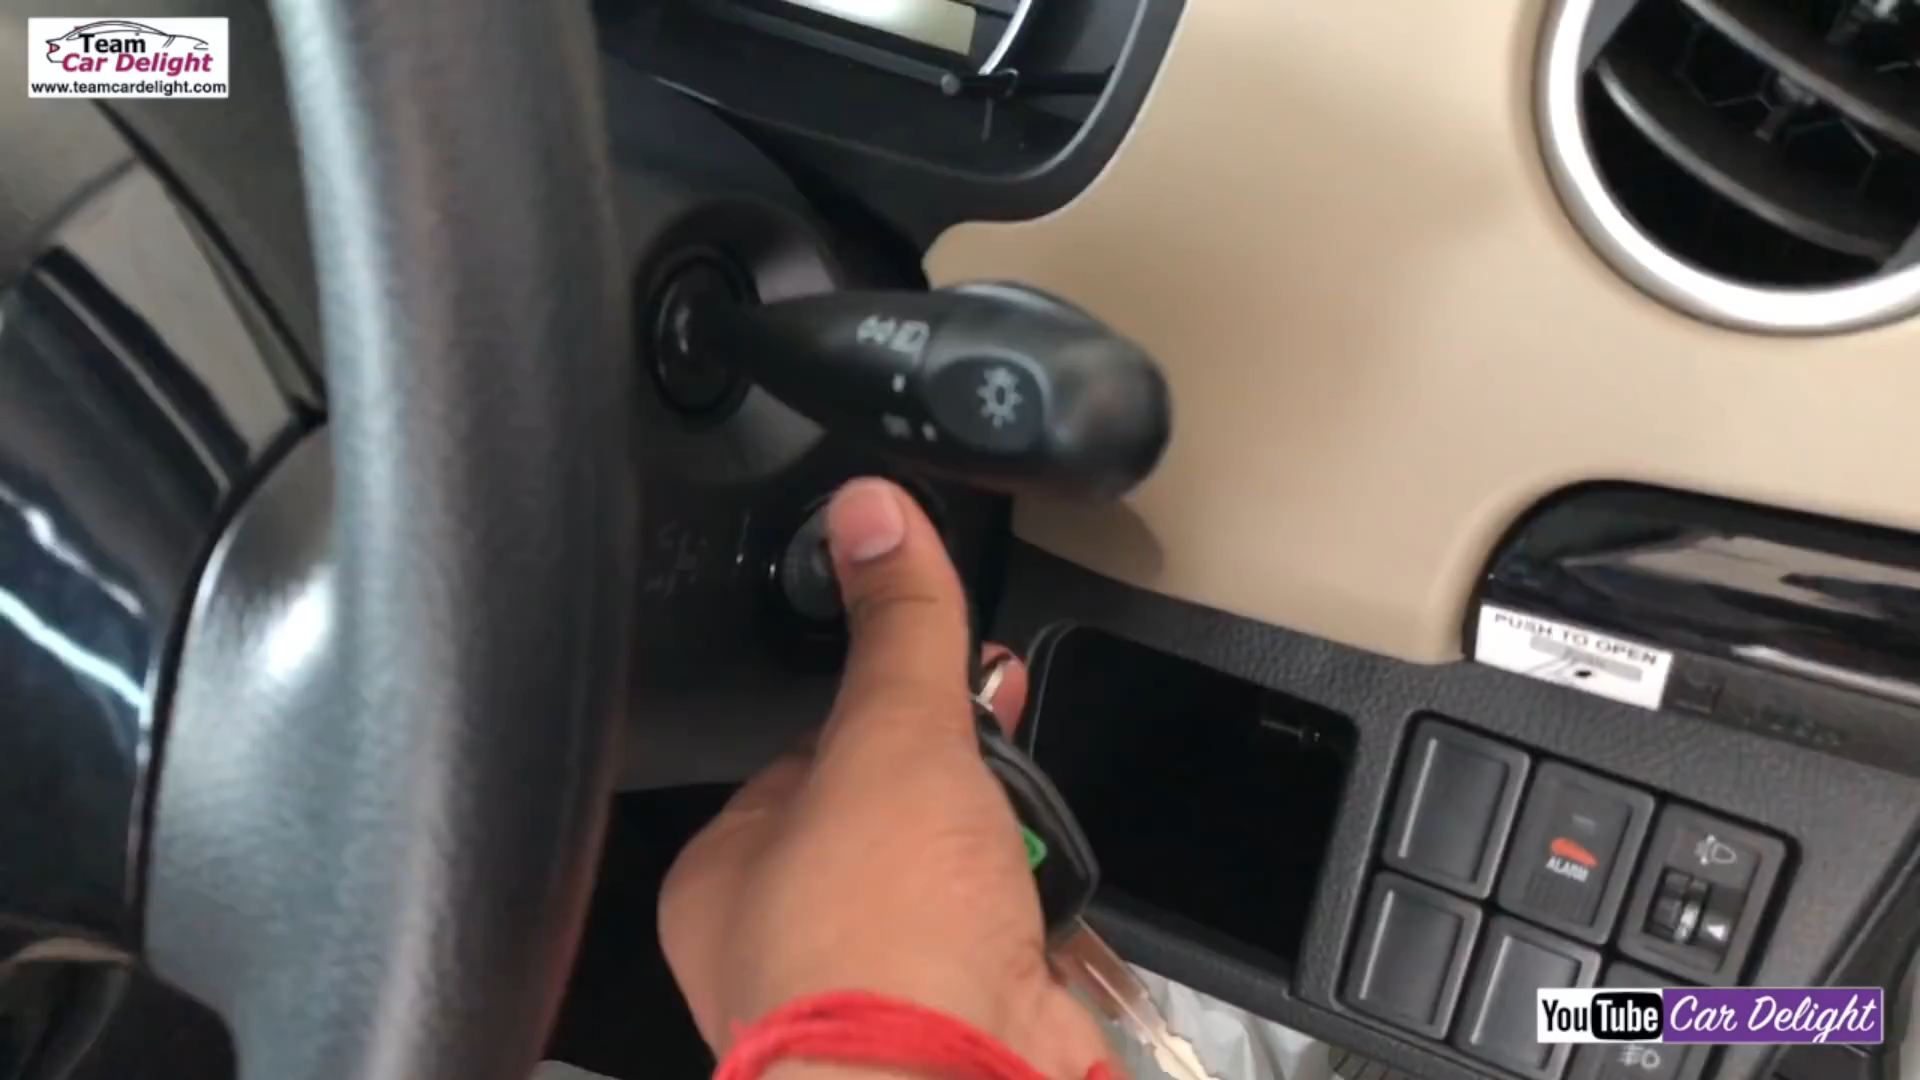 Team
Car Delight
www.teamcardelight.com
PUSH TO OPEN
ALARM
YouTube Car Delight